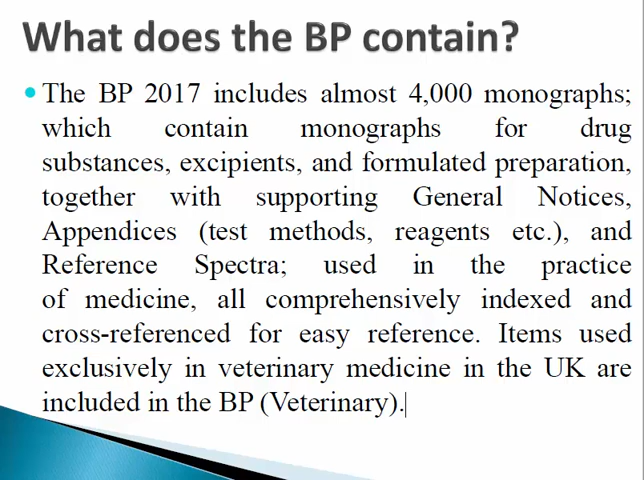 What does the BP contain?
• The BP 2017 includes almost 4,000 monographs;
which contain monographs for drug
substances, excipients, and formulated preparation,
together with supporting General Notices,
Appendices (test methods, reagents etc.), and
Reference Spectra; used in the practice
of medicine, all comprehensively indexed and
cross-referenced for easy reference. Items used
exclusively in veterinary medicine in the UK are
included in the BP (Veterinary).